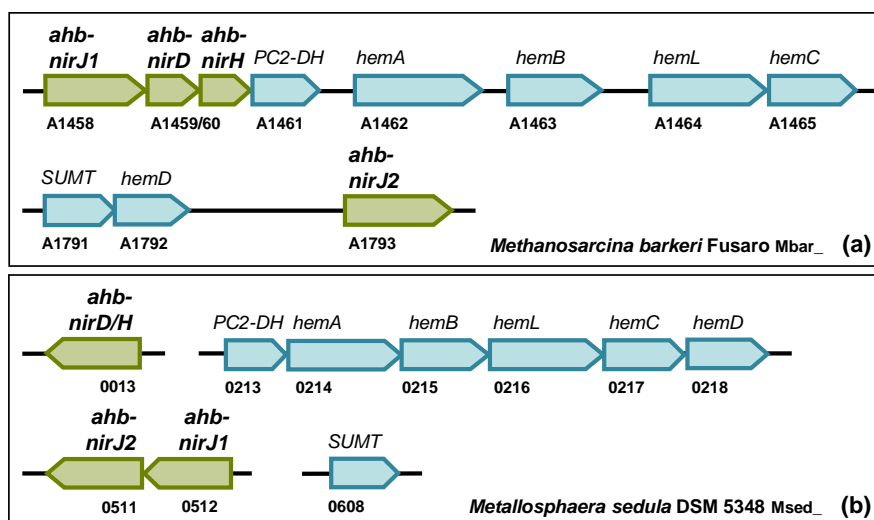 ahb- ahb- ahb-
nirJ1 nirD nirH PC2-DH hemA hemB hemL hemC
A1458 A1459/60 A1461 A1462 A1463 A1464 A1465
ahb-
SUMT hemD nirJ2
A1791 A1792 A1793
Methanosarcina barkeri Fusaro Mbar_ (a)
ahb-
nirD/H PC2-DH hemA hemB hemL hemC hemD
0013 0213 0214 0215 0216 0217 0218
ahb- ahb-
nirJ2 nirJ1 SUMT
0511 0512 0608
Metallosphaera sedula DSM 5348 Msed_ (b)